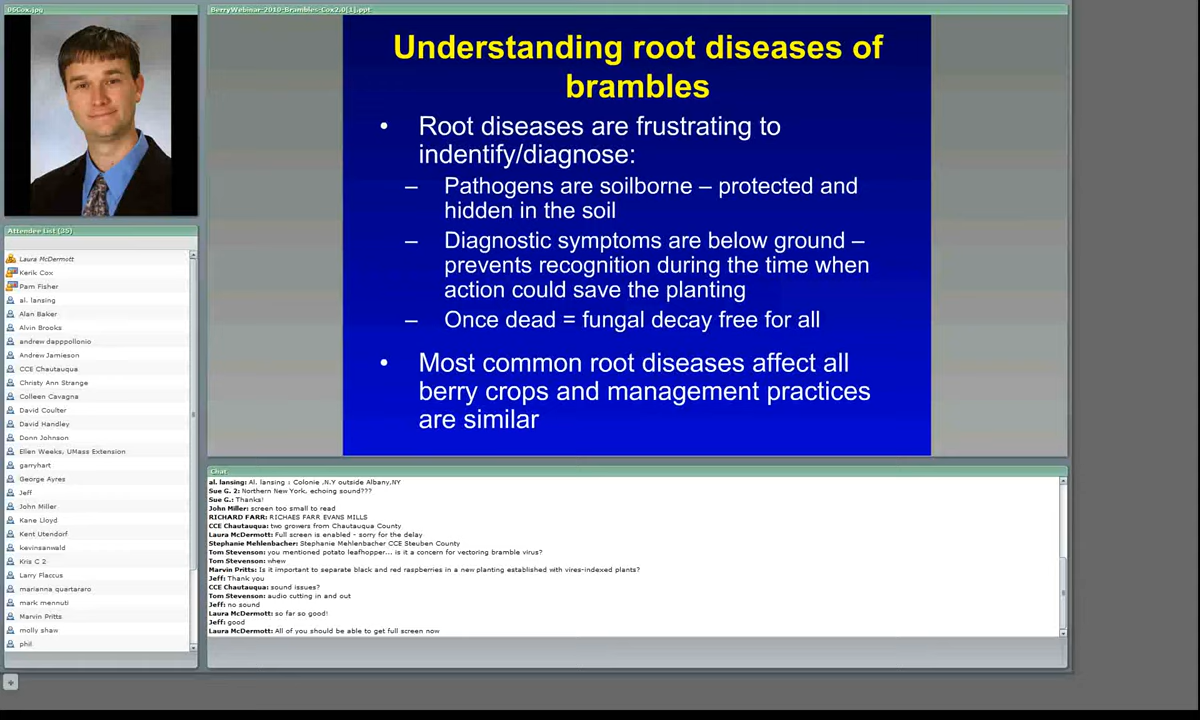 06Cox.jpg
BerryWebinar-2010-Brambles-Cox2.0[1].ppt
Understanding root diseases of
brambles
• Root diseases are frustrating to
indentify/diagnose:
– Pathogens are soilborne – protected and
hidden in the soil
– Diagnostic symptoms are below ground –
prevents recognition during the time when
action could save the planting
– Once dead = fungal decay free for all
• Most common root diseases affect all
berry crops and management practices
are similar
Attendee List (35)
Laura McDermott
Kerik Cox
Pam Fisher
al. lansing
Alan Baker
Alvin Brooks
andrew dapppollonio
Andrew Jamieson
CCE Chautauqua
Christy Ann Strange
Colleen Cavagna
David Coulter
David Handley
Donn Johnson
Ellen Weeks, UMass Extension
garryhart
George Ayres
Jeff
John Miller
Kane Lloyd
Kent Utendorf
kevinsanwald
Kris C 2
Larry Flaccus
marianna quartararo
mark mennuti
Marvin Pritts
molly shaw
phil
Chat
al. lansing: Al. lansing : Colonie ,N.Y outside Albany,NY
Sue G. 2: Northern New York, echoing sound???
Sue G.: Thanks!
John Miller: screen too small to read
RICHARD FARR: RICHAES FARR EVANS MILLS
CCE Chautauqua: two growers from Chautauqua County
Laura McDermott: Full screen is enabled - sorry for the delay
Stephanie Mehlenbacher: Stephanie Mehlenbacher CCE Steuben County
Tom Stevenson: you mentioned potato leafhopper... is it a concern for vectoring bramble virus?
Tom Stevenson: whew
Marvin Pritts: Is it important to separate black and red raspberries in a new planting established with vires-indexed plants?
Jeff: Thank you
CCE Chautauqua: sound issues?
Tom Stevenson: audio cutting in and out
Jeff: no sound
Laura McDermott: so far so good!
Jeff: good
Laura McDermott: All of you should be able to get full screen now